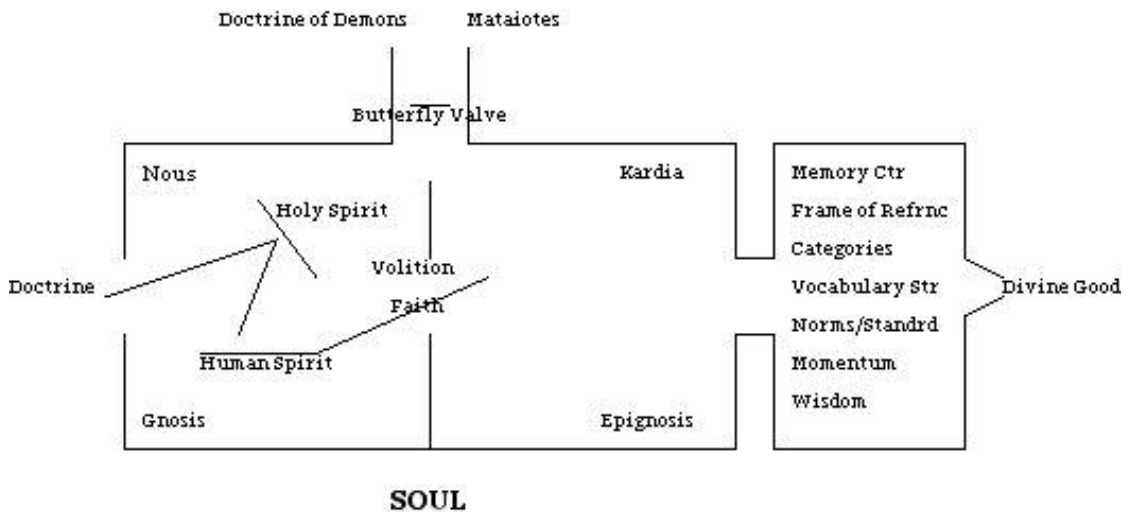 Doctrine of Demons
Mataiotes
Butterfly Valve
Nous
Kardia
Memory Ctr
Holy Spirit
Frame of Refrnc
Categories
Volition
Doctrine
Vocabulary Str
Divine Good
Faith
Norms/Standrd
Human Spirit
Momentum
Wisdom
Gnosis
Epignosis
SOUL